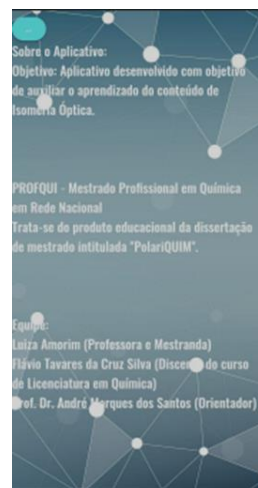 Sobre o Aplicativo:
Objetivo: Aplicativo desenvolvido com objetivo
de auxiliar o aprendizado do conteúdo de
Isomeria Óptica.
PROFQUI - Mestrado Profissional em Química
em Rede Nacional
Trata-se do produto educacional da dissertação
de mestrado intitulada "PolariQUIM".
Equipe:
Luiza Amorim (Professora e Mestranda)
Flávio Tavares da Cruz Silva (Discente do curso
de Licenciatura em Química)
Prof. Dr. André Marques dos Santos (Orientador)